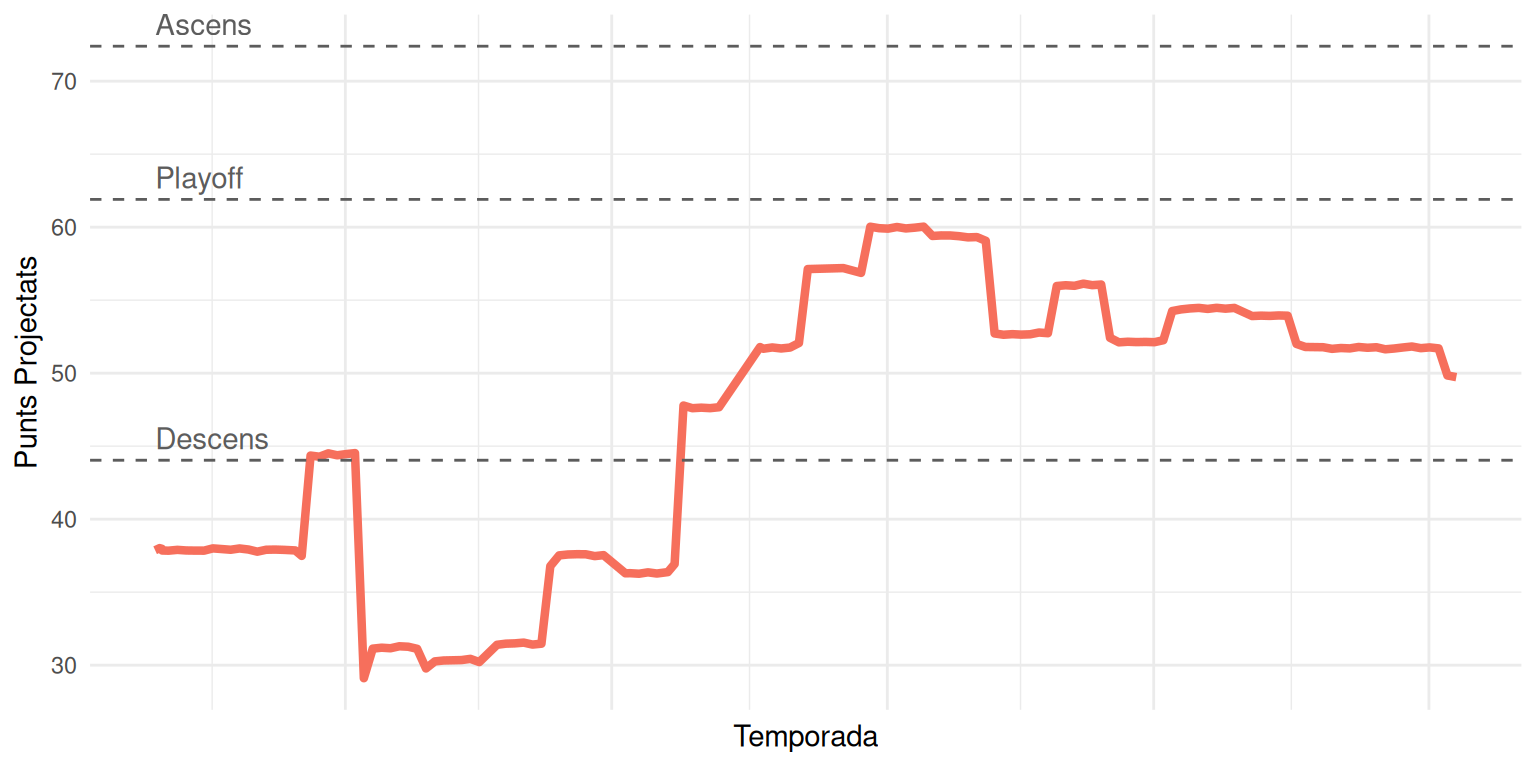 Ascens
70
Playoff
60
50
Descens
40
30
Punts Projectats
Temporada